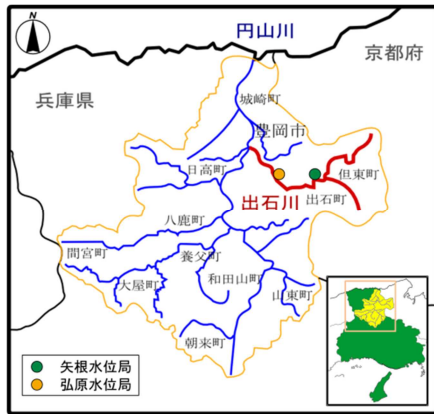 N
円山川
京都府
兵庫県
城崎町
豊岡市
日高町
但東町
出石川
出石町
八鹿町
間宮町
養父町
大屋町
和田山町
山東町
朝来町
矢根水位局
弘原水位局